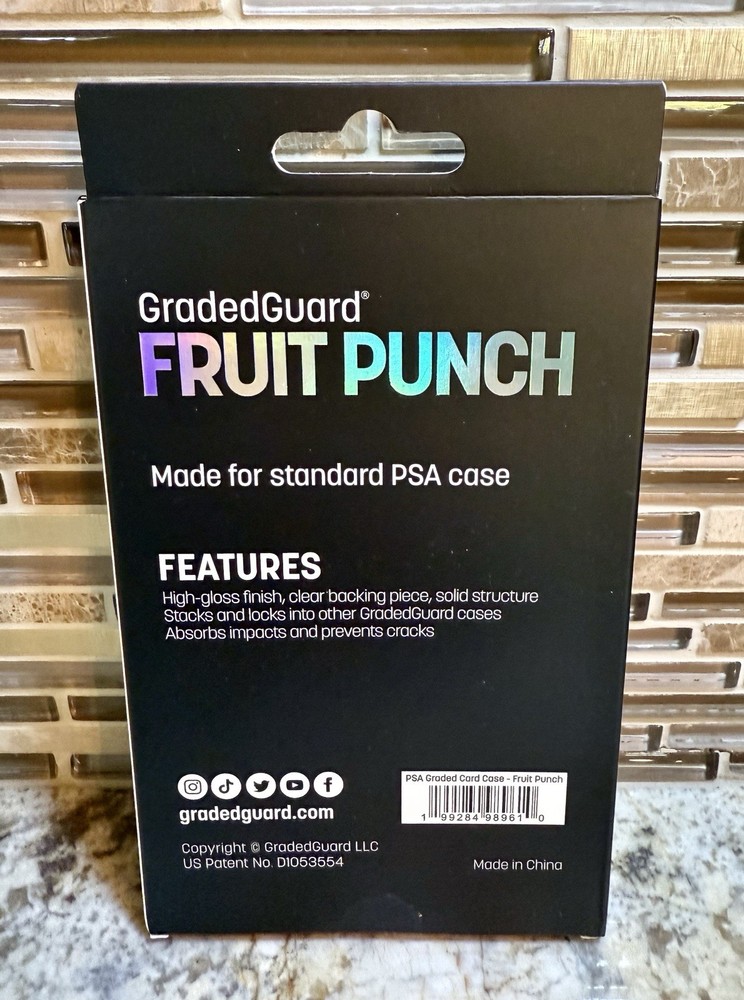 GradedGuard®
FRUIT PUNCH
Made for standard PSA case
FEATURES
High-gloss finish, clear backing piece, solid structure
Stacks and locks into other GradedGuard cases
Absorbs impacts and prevents cracks
gradedguard.com
PSA Graded Card Case - Fruit Punch
1 99284 98961 0
Copyright © GradedGuard LLC
US Patent No. D1053554
Made in China